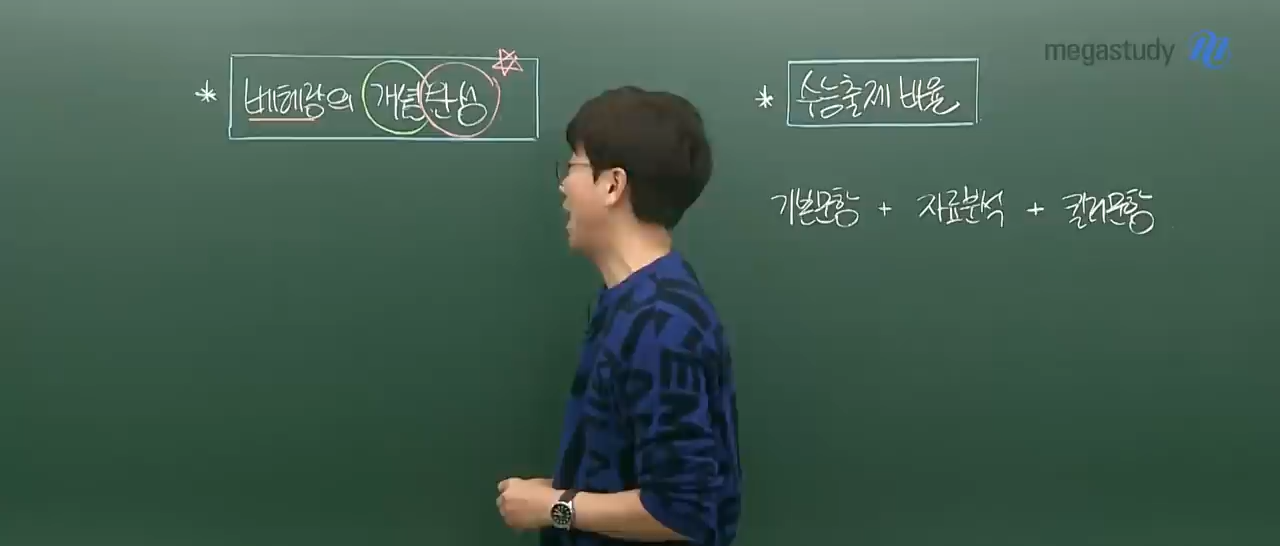 megastudy M
* 베테랑의 개념완성
* 수능출제 비율
기본문항 + 자료분석 + 킬러문항